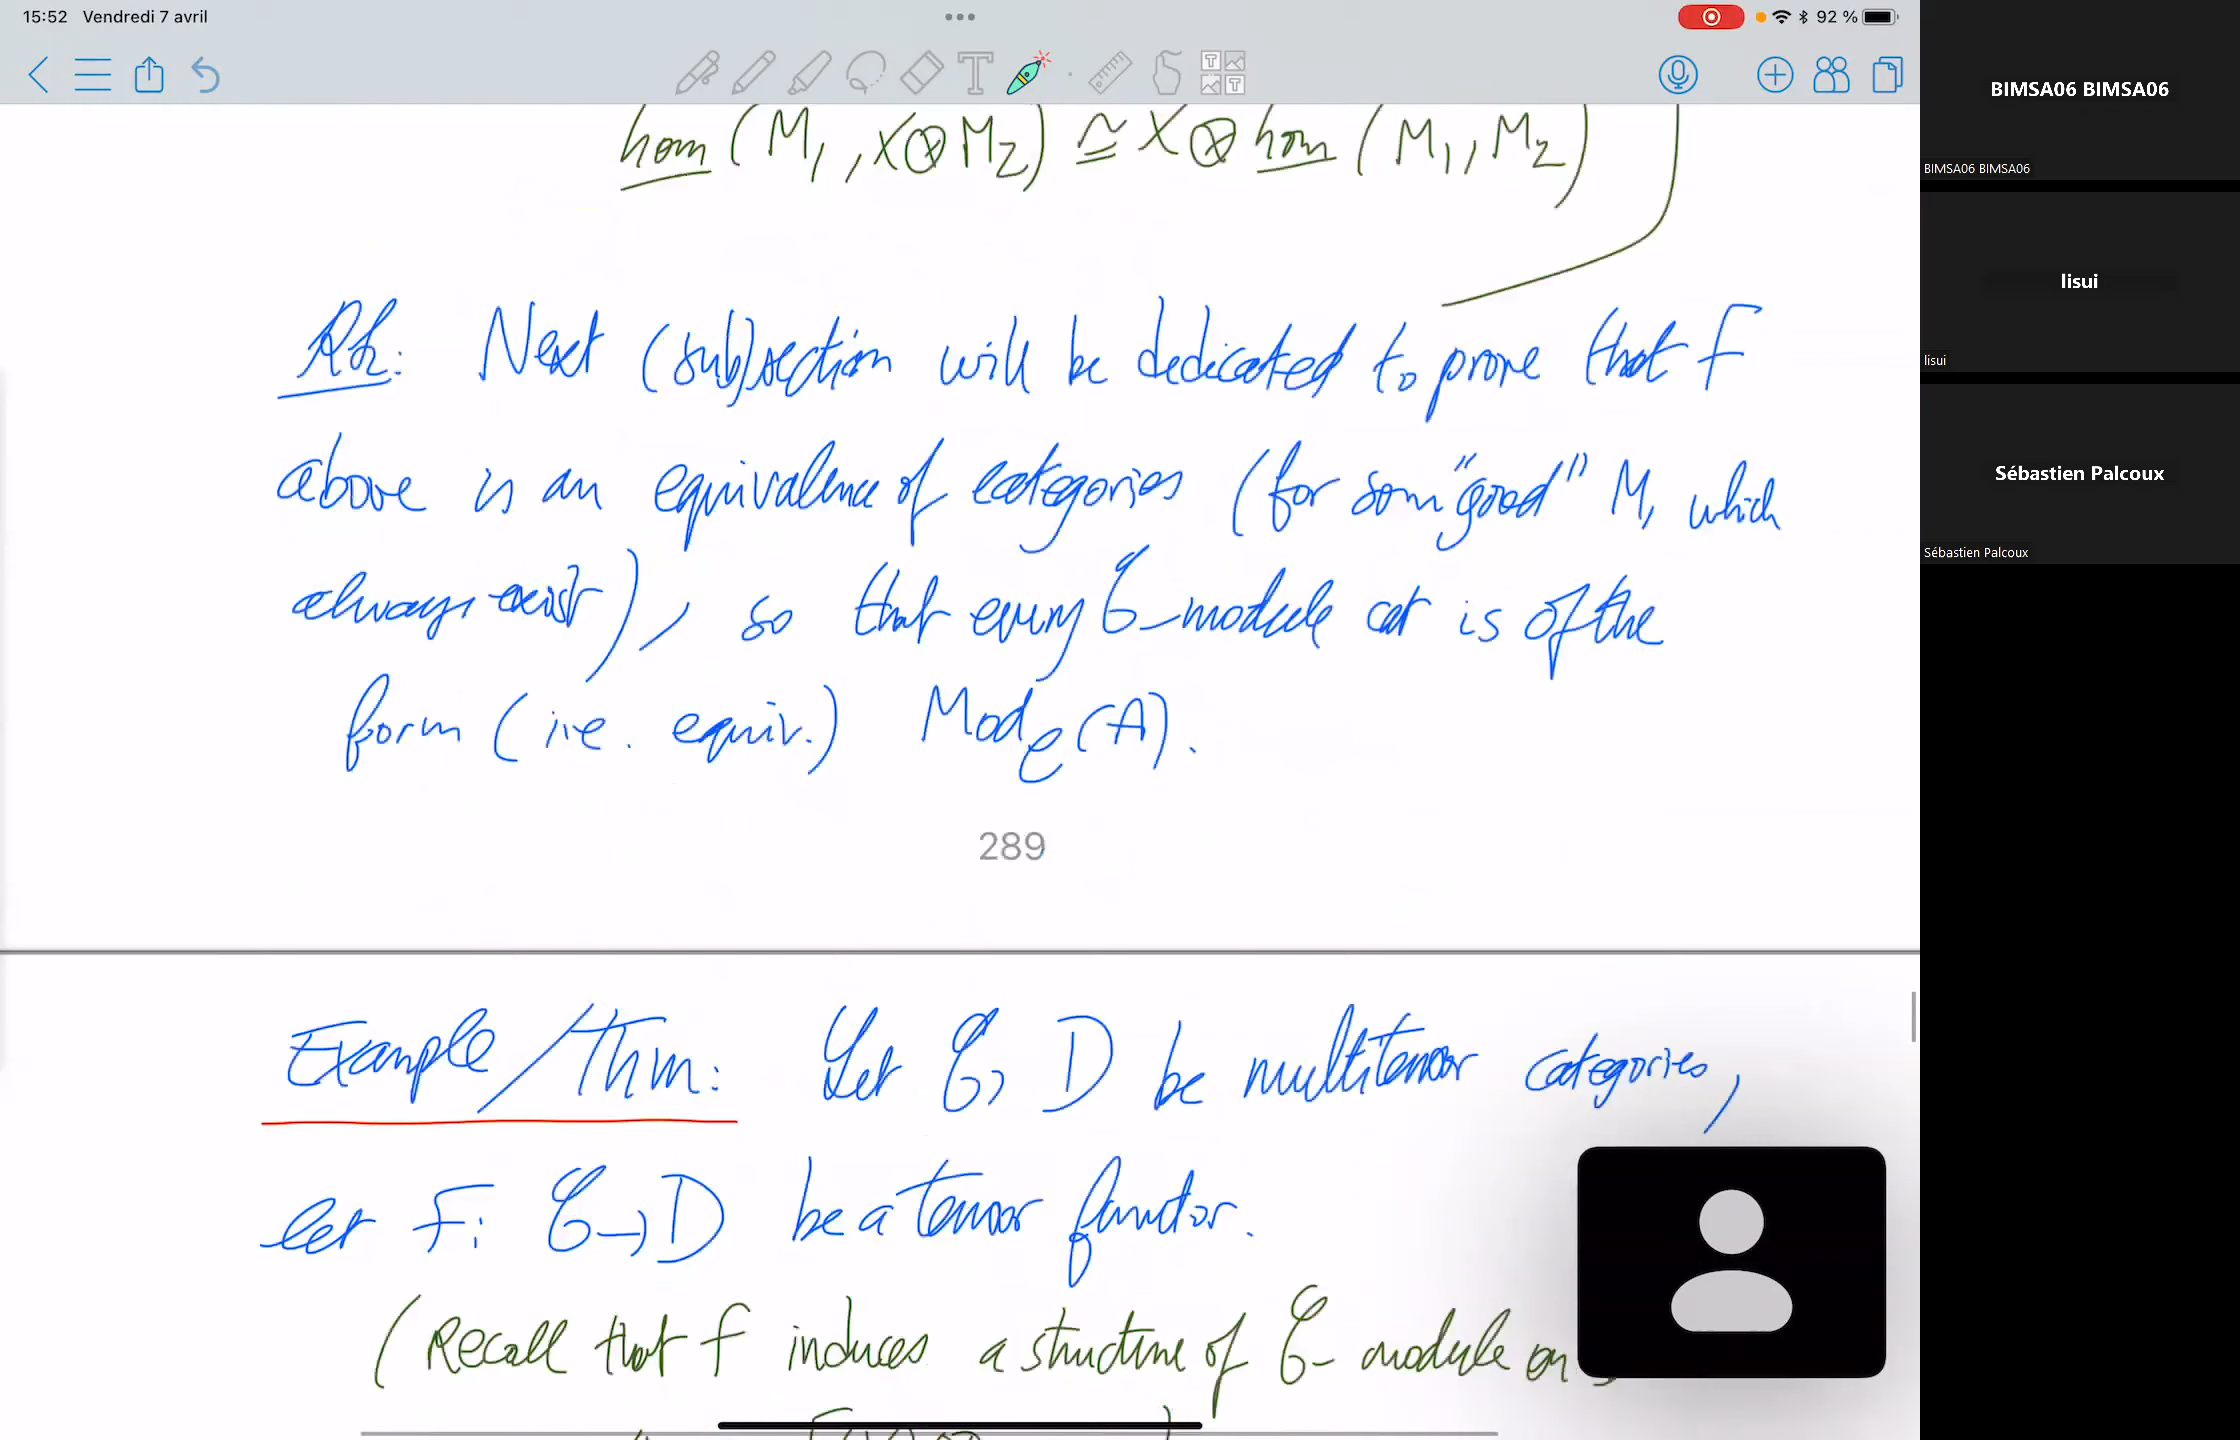 15:52 Vendredi 7 avril
92 %
BIMSA06 BIMSA06
BIMSA06 BIMSA06
lisui
lisui
Sébastien Palcoux
Sébastien Palcoux
hom (M₁, X⊗M₂) ≅ X⊗hom (M₁, M₂)
Rk: Next (sub)section will be dedicated to prove that F
above is an equivalence of categories (for som "good" M, which
always exist), so that every C-module cat is of the
form (i.e. equiv.) Mod_C(A).
289
Example/Thm: Let C, D be multitensor categories,
let F: C→D be a tensor functor.
(Recall that F induces a structure of C-module on